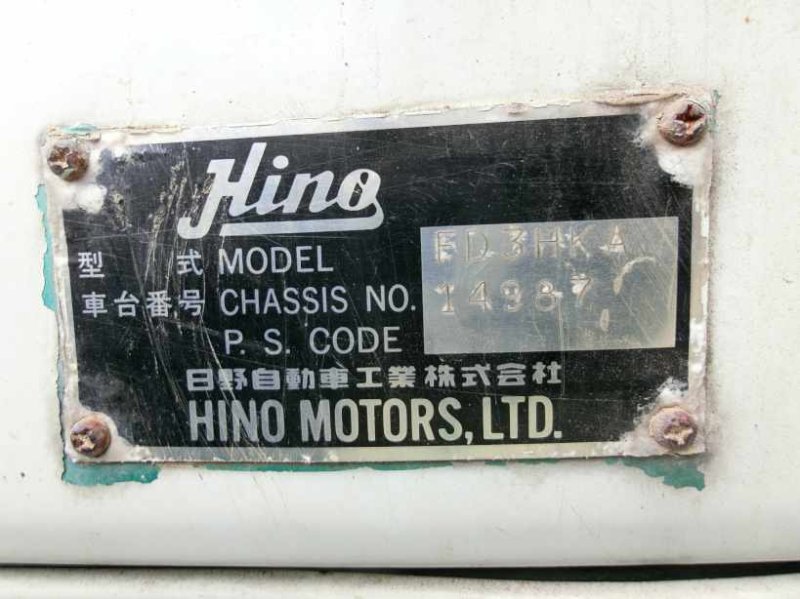 Hino
型 式 MODEL FD3HKA
車台番号 CHASSIS NO. 14987
P. S. CODE
日野自動車工業株式会社
HINO MOTORS, LTD.